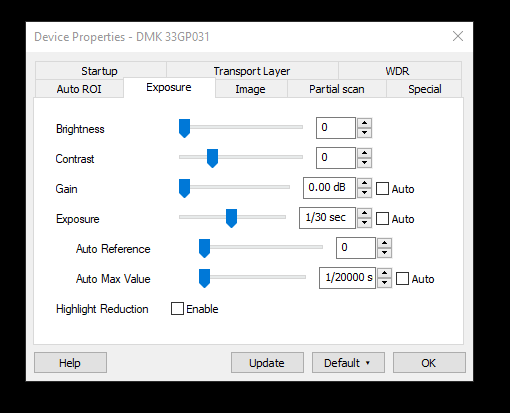 Device Properties - DMK 33GP031
Startup Transport Layer WDR
Auto ROI Exposure Image Partial scan Special
Brightness 0
Contrast 0
Gain 0.00 dB Auto
Exposure 1/30 sec Auto
Auto Reference 0
Auto Max Value 1/20000 s Auto
Highlight Reduction Enable
Help Update Default OK